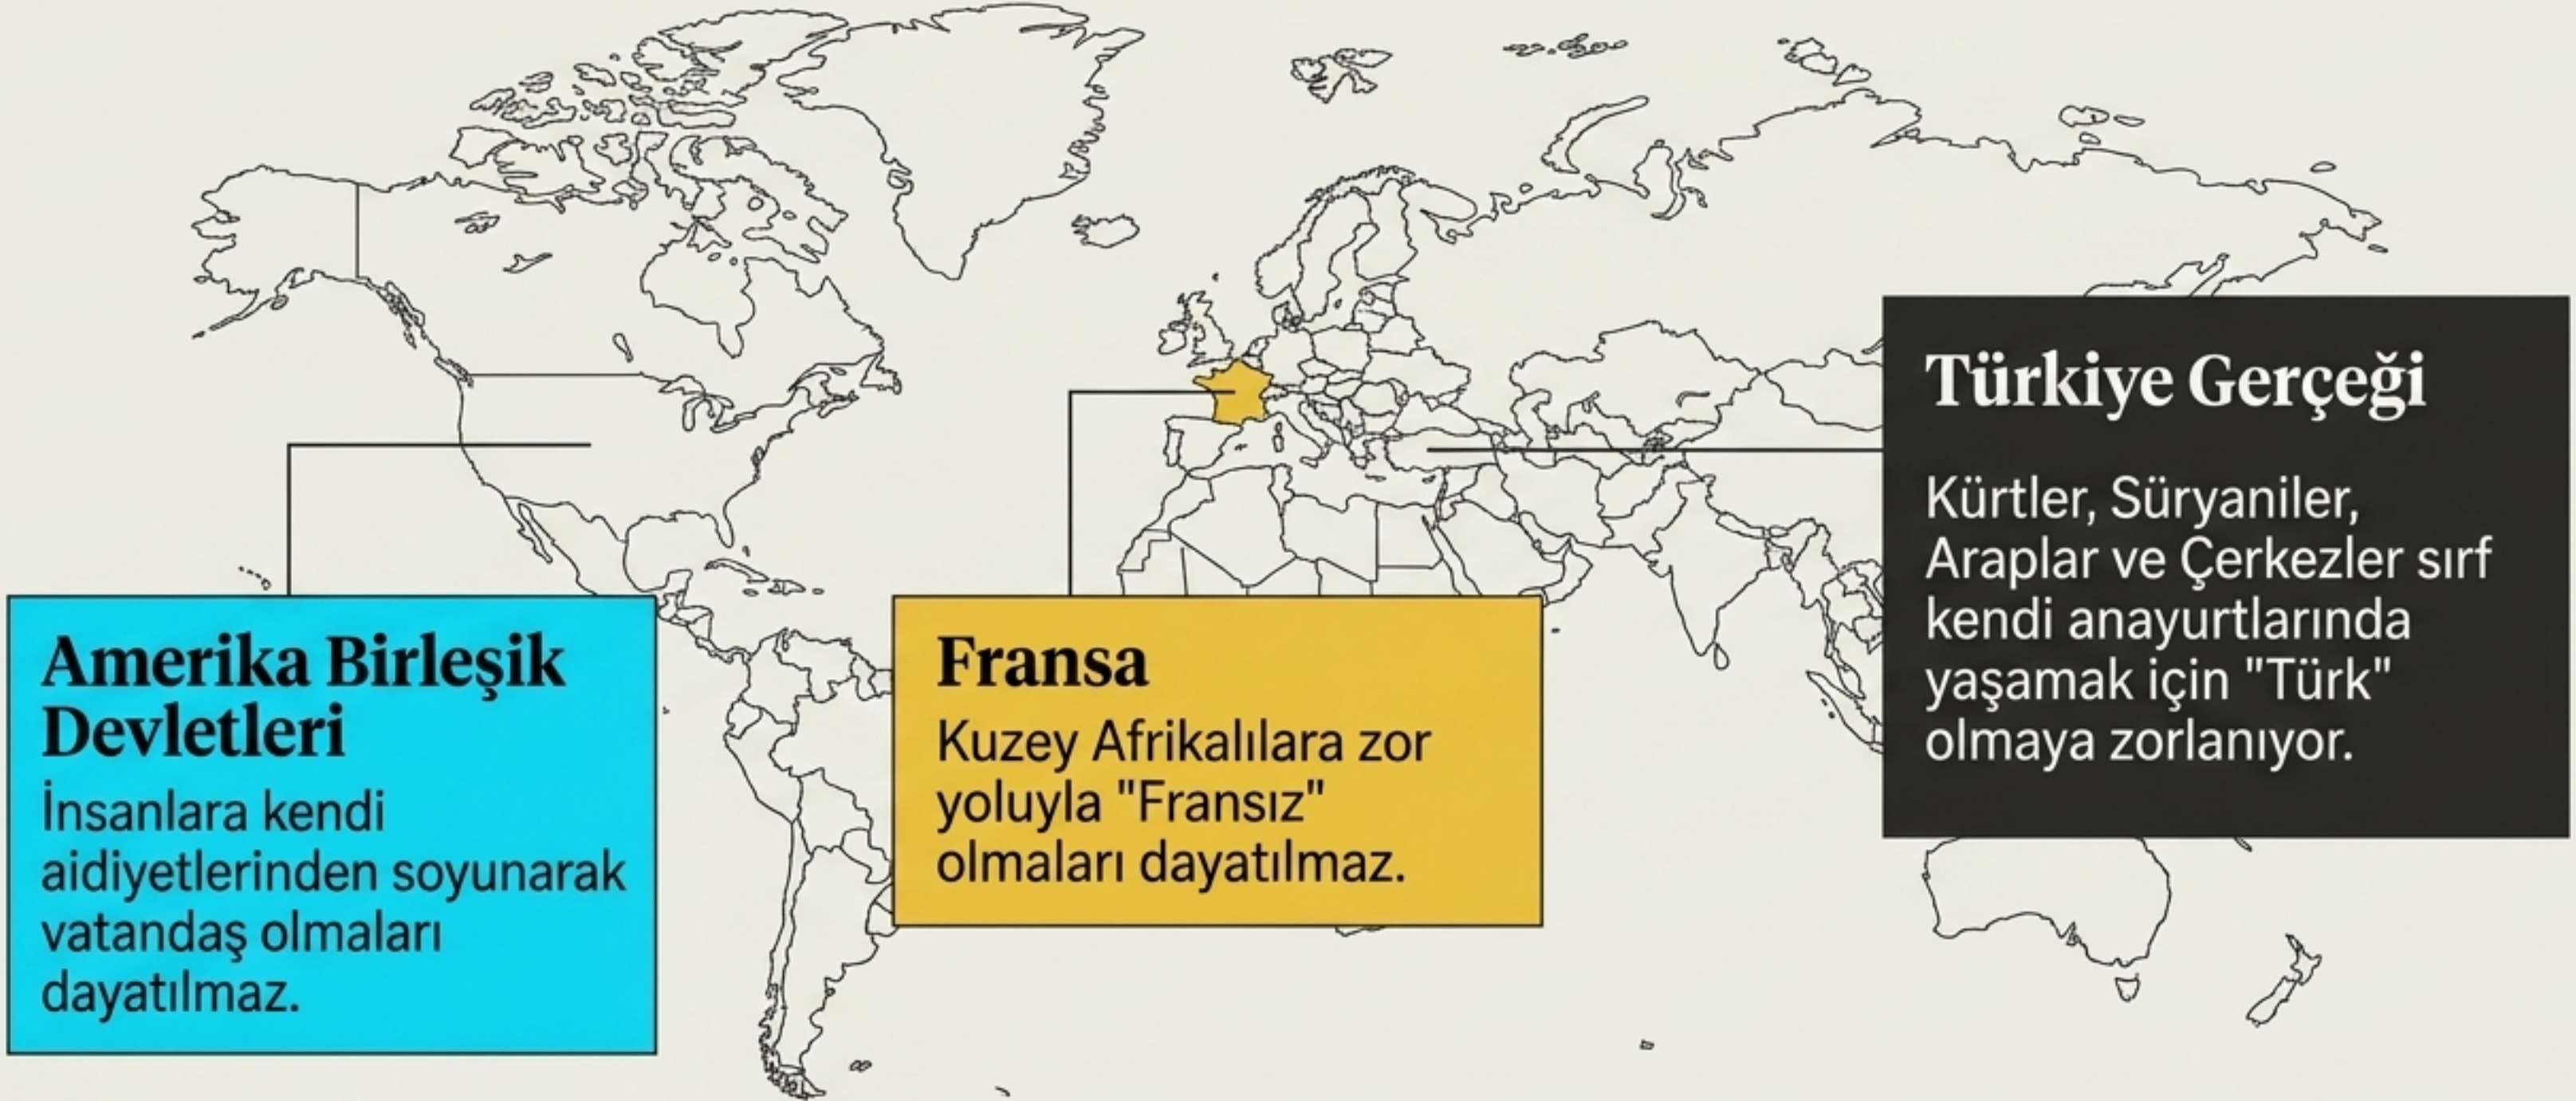 Amerika Birleşik
Devletleri
İnsanlara kendi
aidiyetlerinden soyunarak
vatandaş olmaları
dayatılmaz.
Fransa
Kuzey Afrikalılara zor
yoluyla "Fransız"
olmaları dayatılmaz.
Türkiye Gerçeği
Kürtler, Süryaniler,
Araplar ve Çerkezler sırf
kendi anayurtlarında
yaşamak için "Türk"
olmaya zorlanıyor.